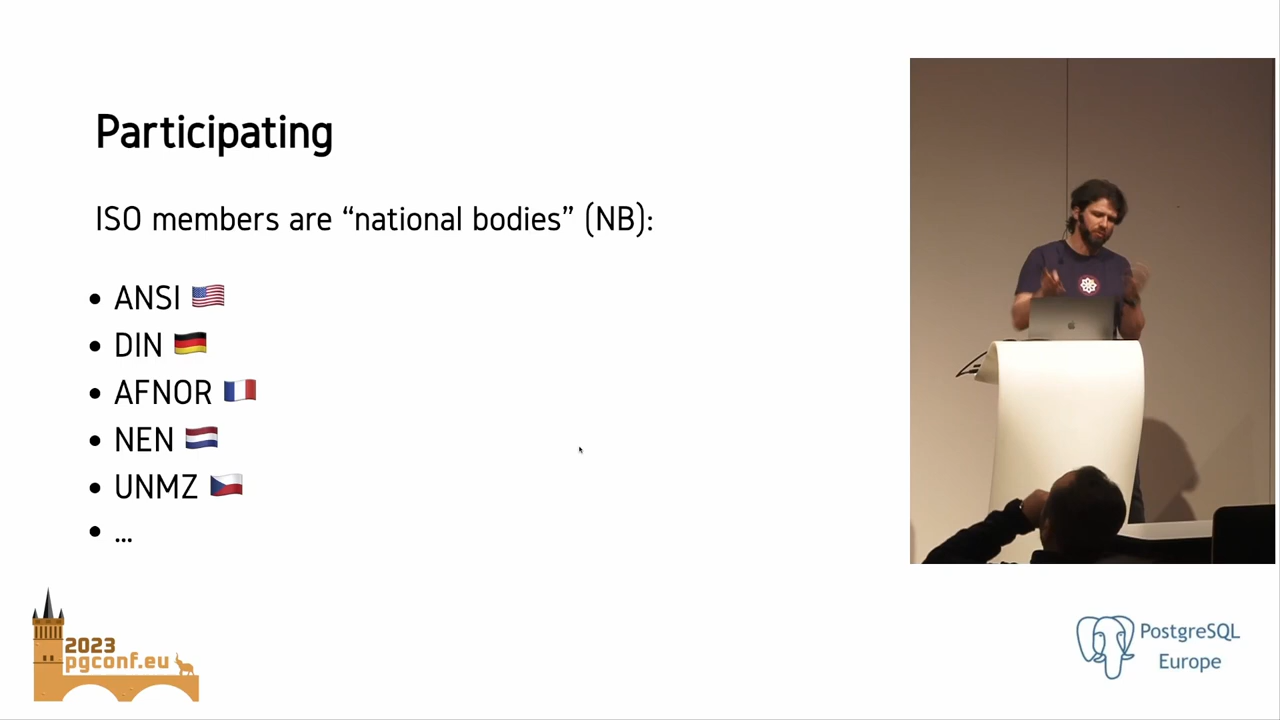 Participating
ISO members are “national bodies” (NB):
• ANSI 🇺🇸
• DIN 🇩🇪
• AFNOR 🇫🇷
• NEN 🇳🇱
• UNMZ 🇨🇿
• ...
2023
pgconf.eu
PostgreSQL
Europe